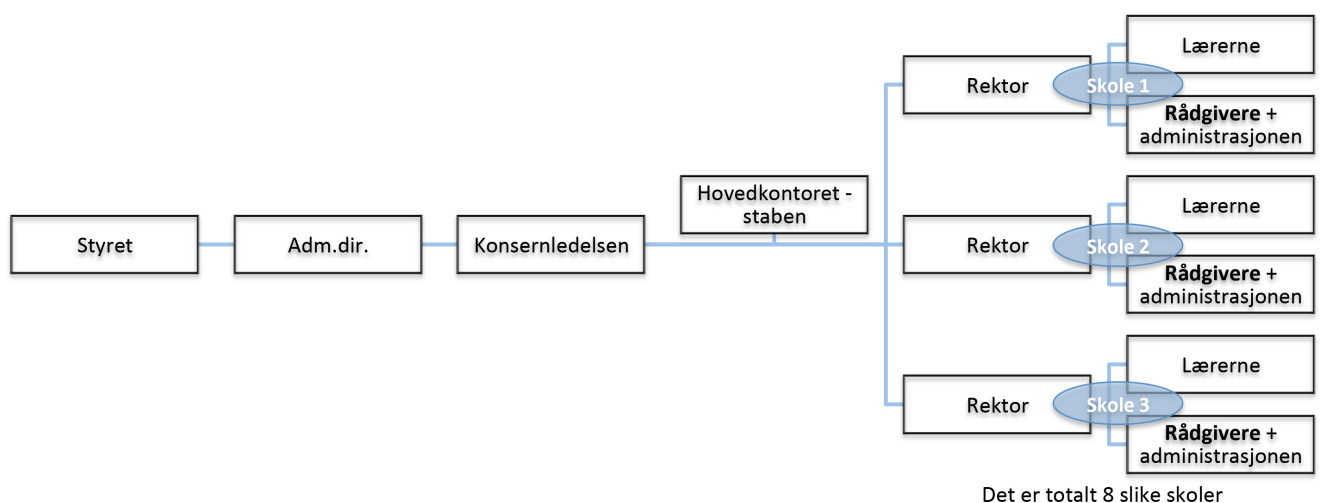 Styret
Adm.dir.
Konsernledelsen
Hovedkontoret -
staben
Rektor
Skole 1
Lærerne
Rådgivere +
administrasjonen
Rektor
Skole 2
Lærerne
Rådgivere +
administrasjonen
Rektor
Skole 3
Lærerne
Rådgivere +
administrasjonen
Det er totalt 8 slike skoler